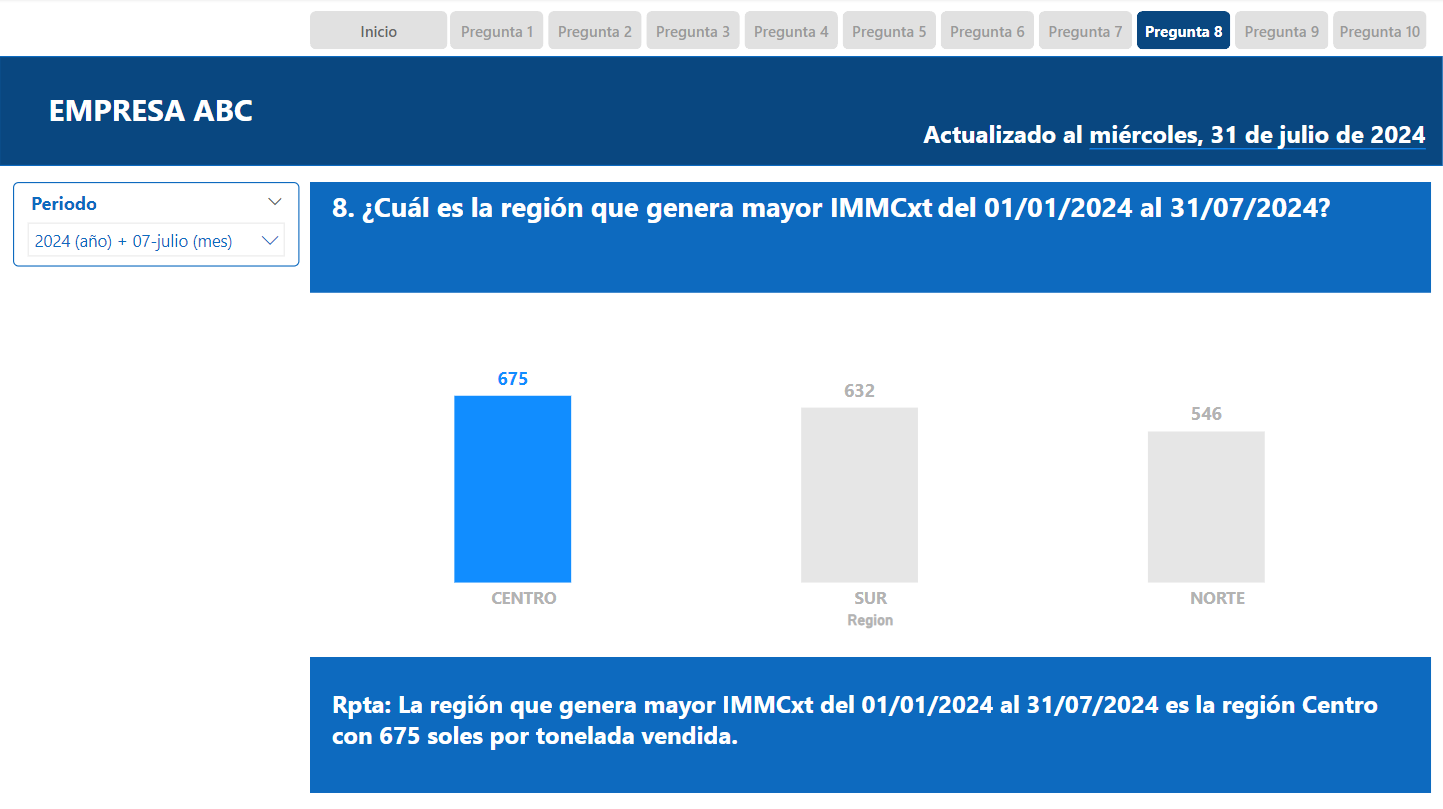 Inicio
Pregunta 1
Pregunta 2
Pregunta 3
Pregunta 4
Pregunta 5
Pregunta 6
Pregunta 7
Pregunta 8
Pregunta 9
Pregunta 10
EMPRESA ABC
Actualizado al miércoles, 31 de julio de 2024
Periodo
2024 (año) + 07-julio (mes)
8. ¿Cuál es la región que genera mayor IMMCxt del 01/01/2024 al 31/07/2024?
675
632
546
CENTRO
SUR
NORTE
Region
Rpta: La región que genera mayor IMMCxt del 01/01/2024 al 31/07/2024 es la región Centro
con 675 soles por tonelada vendida.